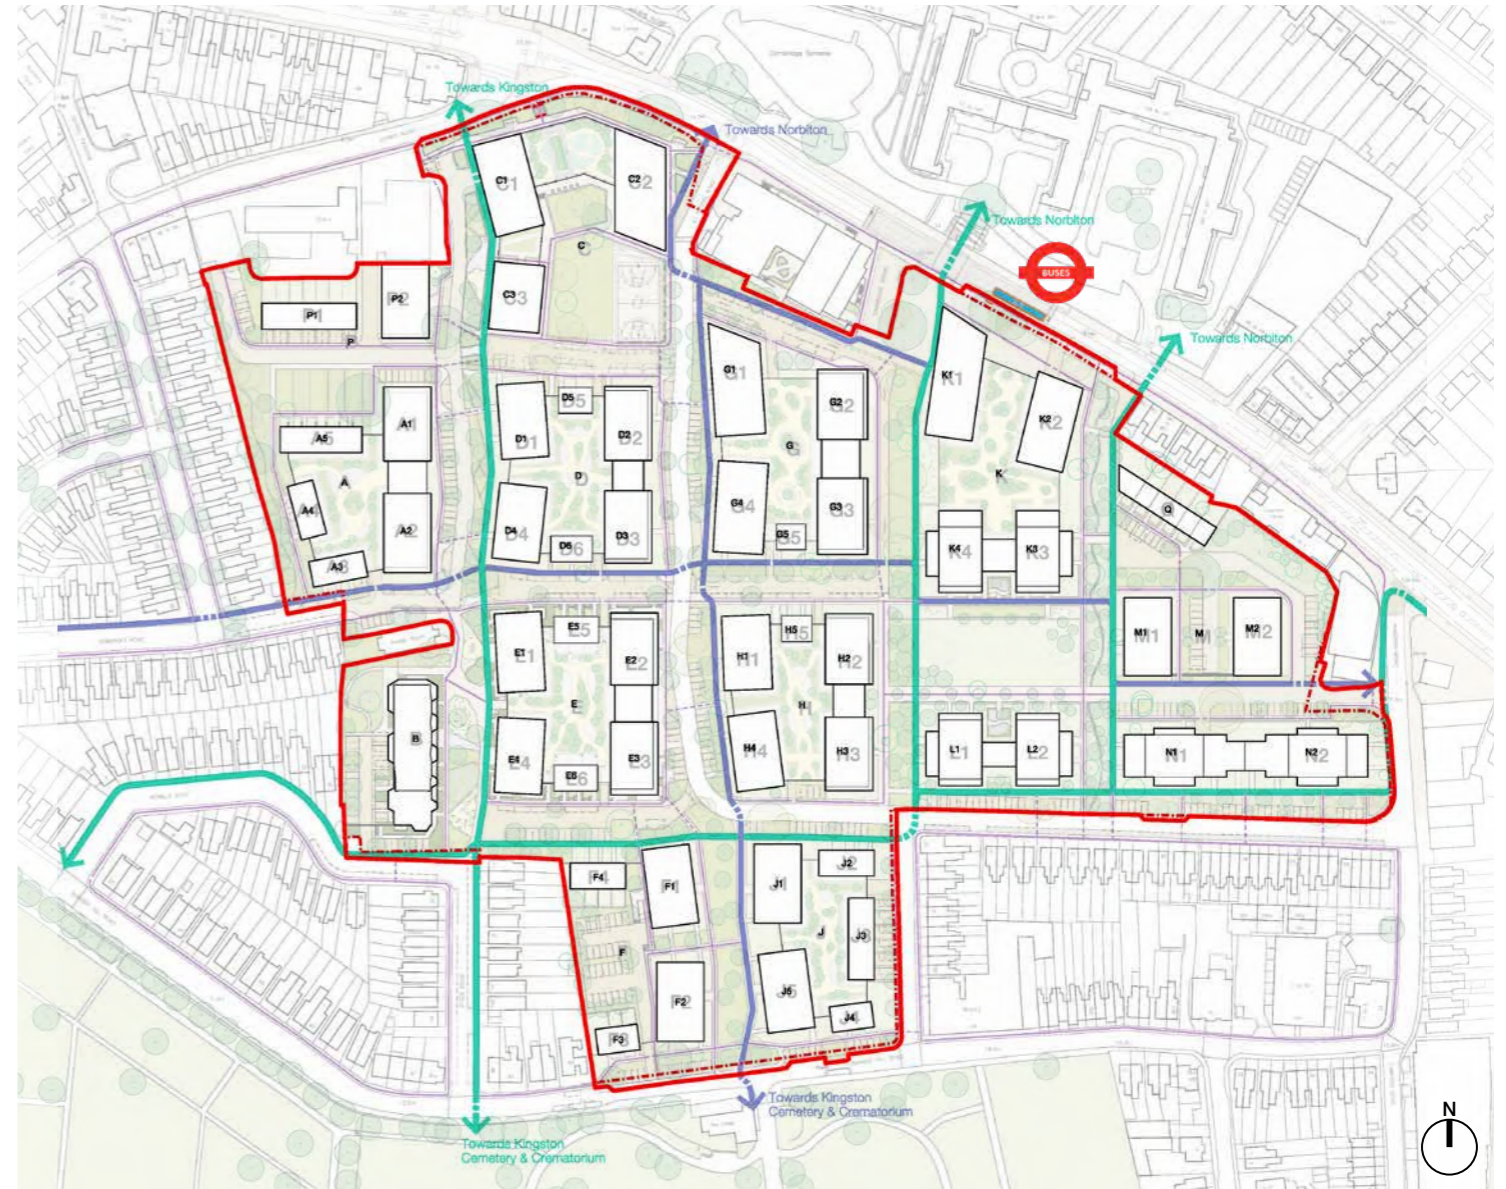 Towards Kingston
Towards Norbiton
Towards Norbiton
BUSES
Towards Norbiton
C1
C2
C
C3
P1
P2
P
A1
A5
A
A4
A2
A3
D5
D1
D2
D
D4
D6
D3
G1
G2
G
G4
G3
G5
K1
K2
K
K4
K3
Q
M1
M
M2
B
E5
E1
E2
E
E4
E6
E3
H5
H1
H2
H
H4
H3
L1
L2
N1
N2
F4
F1
F
F2
F3
J1
J2
J3
J
J5
J4
Towards Kingston
Cemetery & Crematorium
Towards Kingston
Cemetery & Crematorium
N